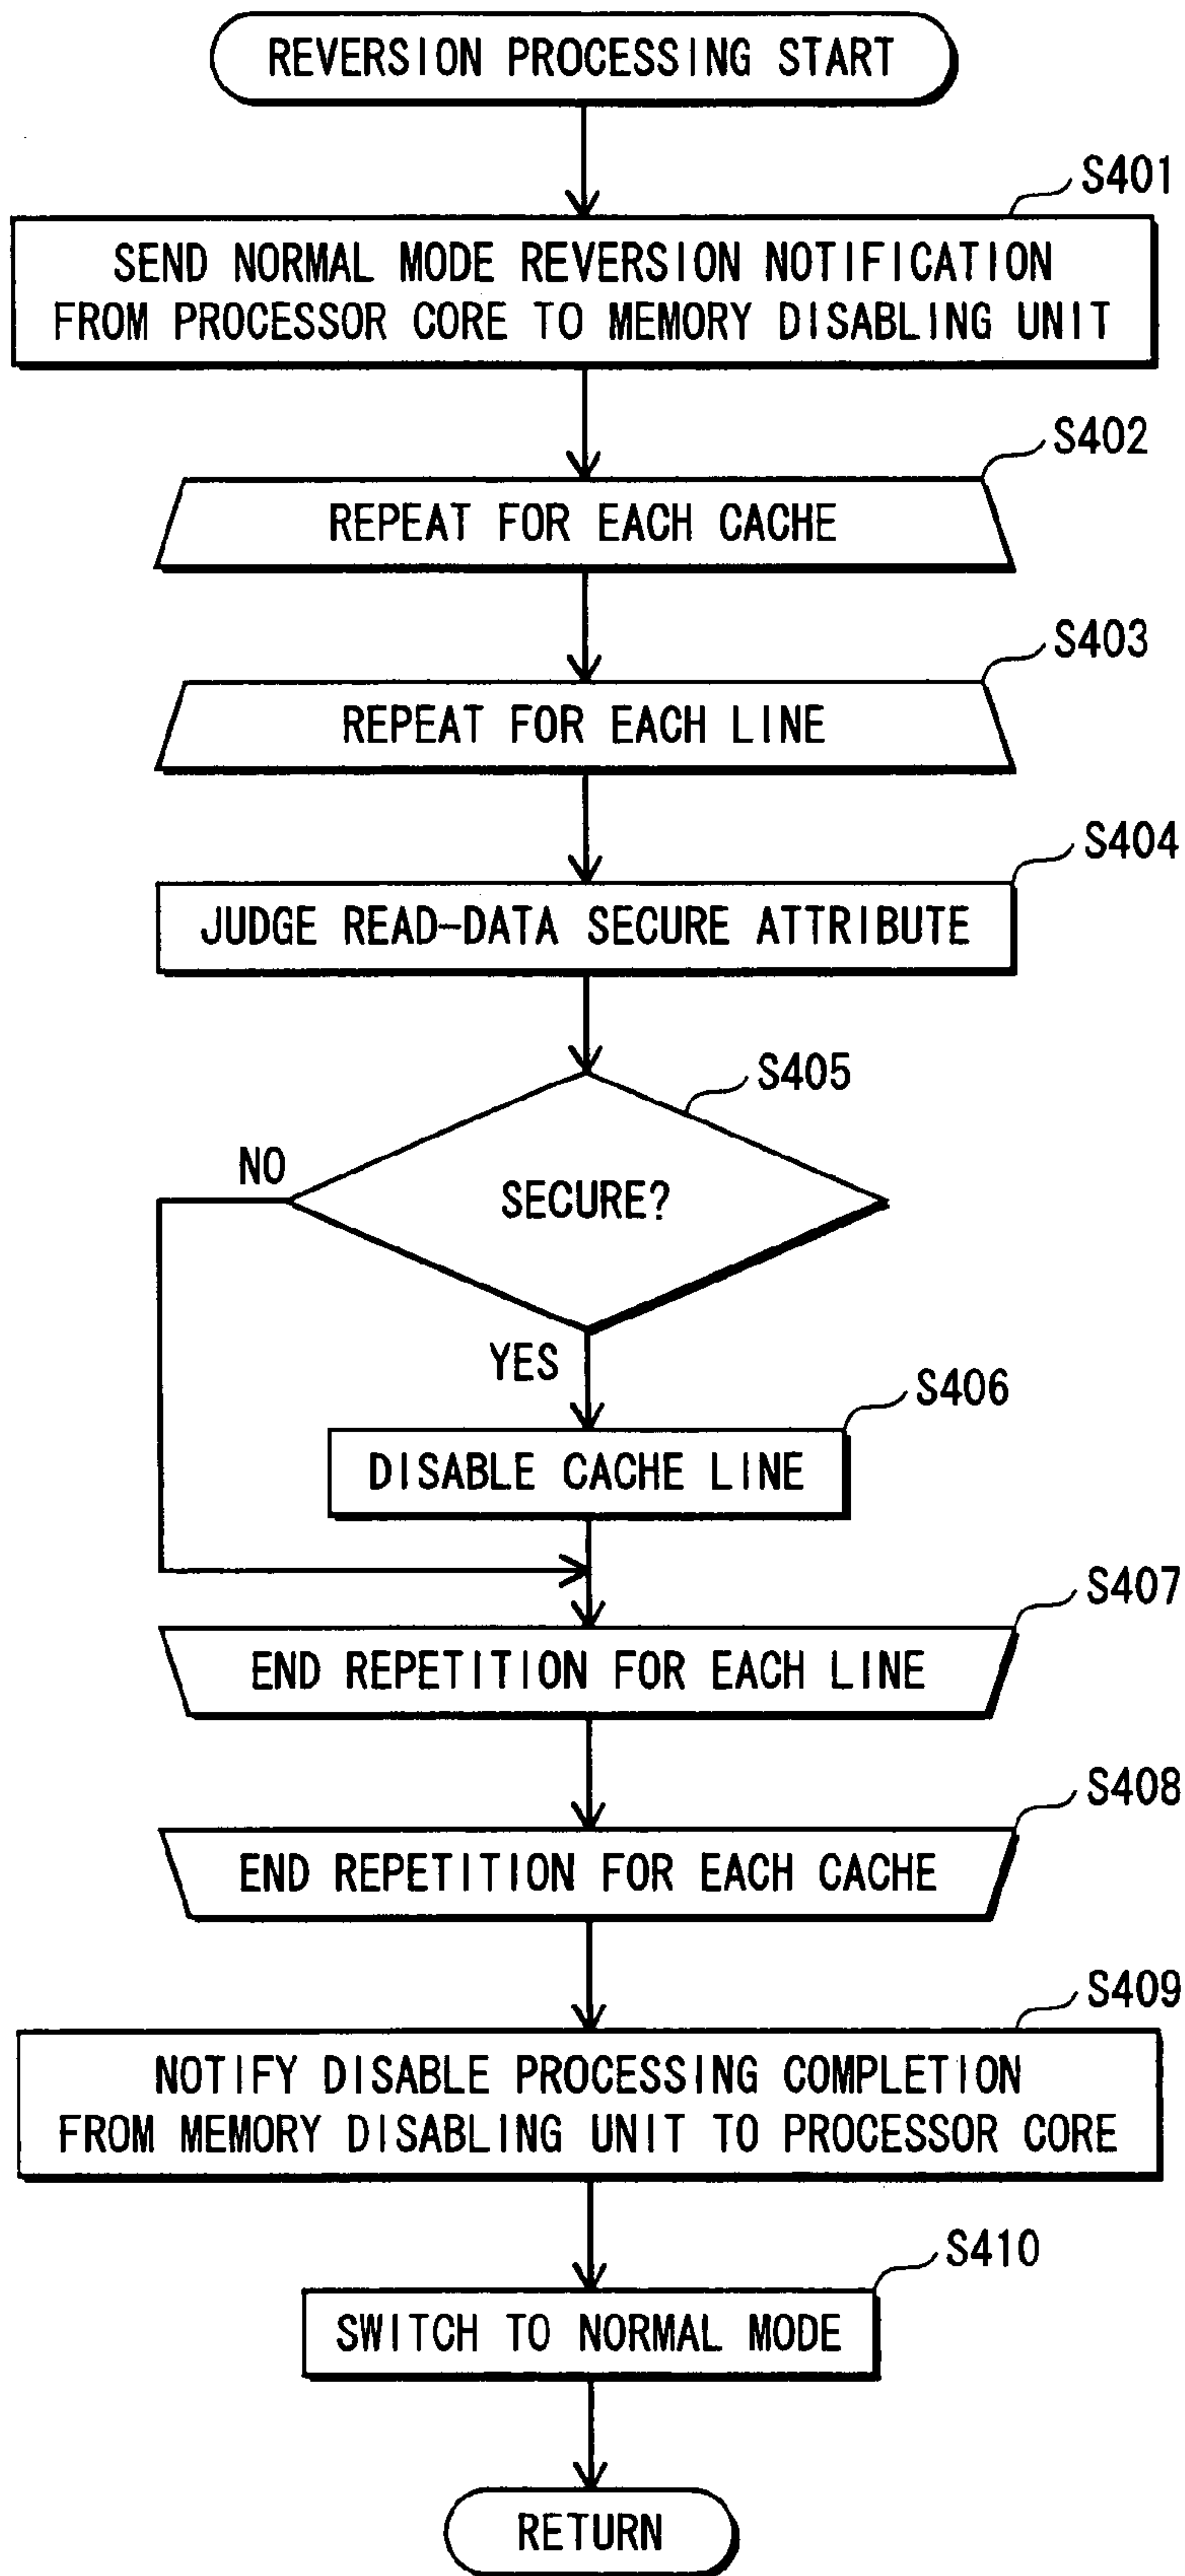 REVERSION PROCESSING START
S401
SEND NORMAL MODE REVERSION NOTIFICATION
FROM PROCESSOR CORE TO MEMORY DISABLING UNIT
S402
REPEAT FOR EACH CACHE
S403
REPEAT FOR EACH LINE
S404
JUDGE READ-DATA SECURE ATTRIBUTE
S405
NO
SECURE?
YES
S406
DISABLE CACHE LINE
S407
END REPETITION FOR EACH LINE
S408
END REPETITION FOR EACH CACHE
S409
NOTIFY DISABLE PROCESSING COMPLETION
FROM MEMORY DISABLING UNIT TO PROCESSOR CORE
S410
SWITCH TO NORMAL MODE
RETURN